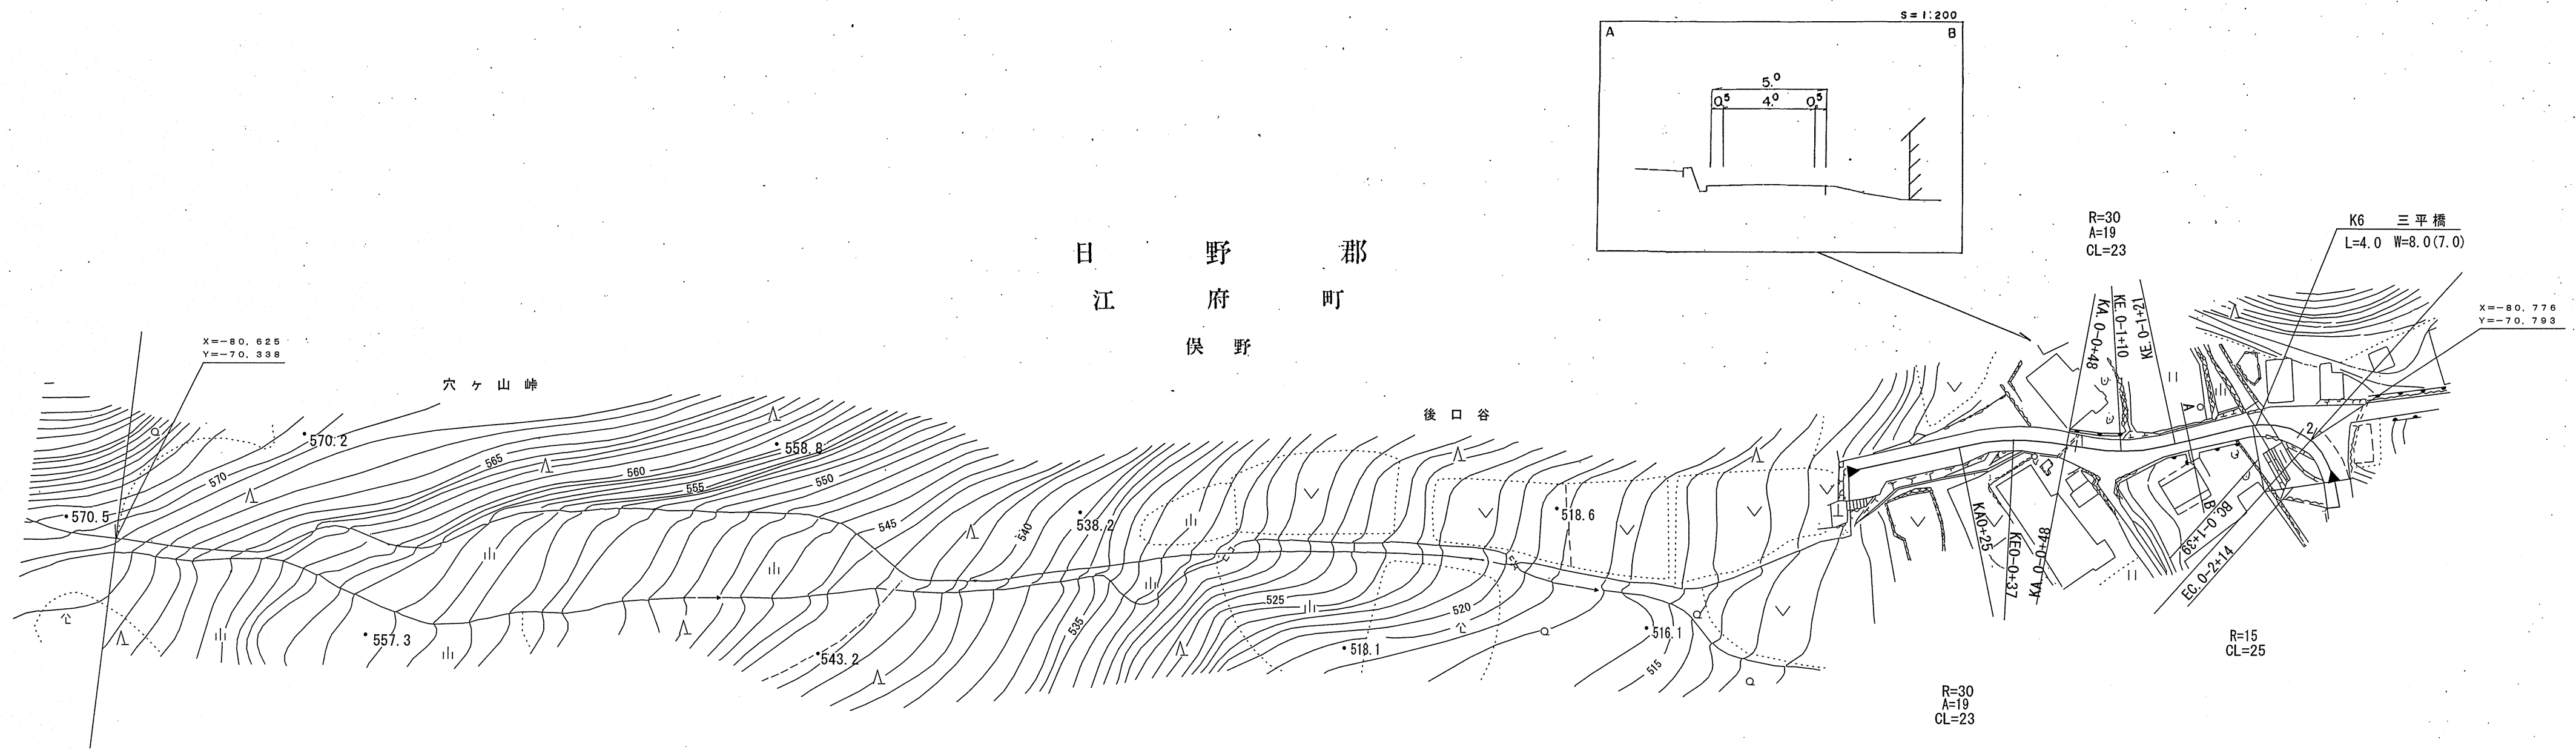 S=1:200
A
B
5.0
0.5 4.0 0.5
日野郡
江府町
俣野
R=30
A=19
CL=23
K6 三平橋
L=4.0 W=8.0(7.0)
X=-80,776
Y=-70,793
X=-80,625
Y=-70,338
穴ヶ山峠
後口谷
KA. 0-0+48
KE. 0-1+10
KE. 0-1+21
570.2
558.8
570.5
538.2
518.6
557.3
543.2
518.1
516.1
570
565
560
555
550
545
540
535
525
520
515
A
B
2
KA0+25
KE0-0+37
KA. 0-0+48
BC. 0-1+39
EC. 0-2+14
R=15
CL=25
R=30
A=19
CL=23